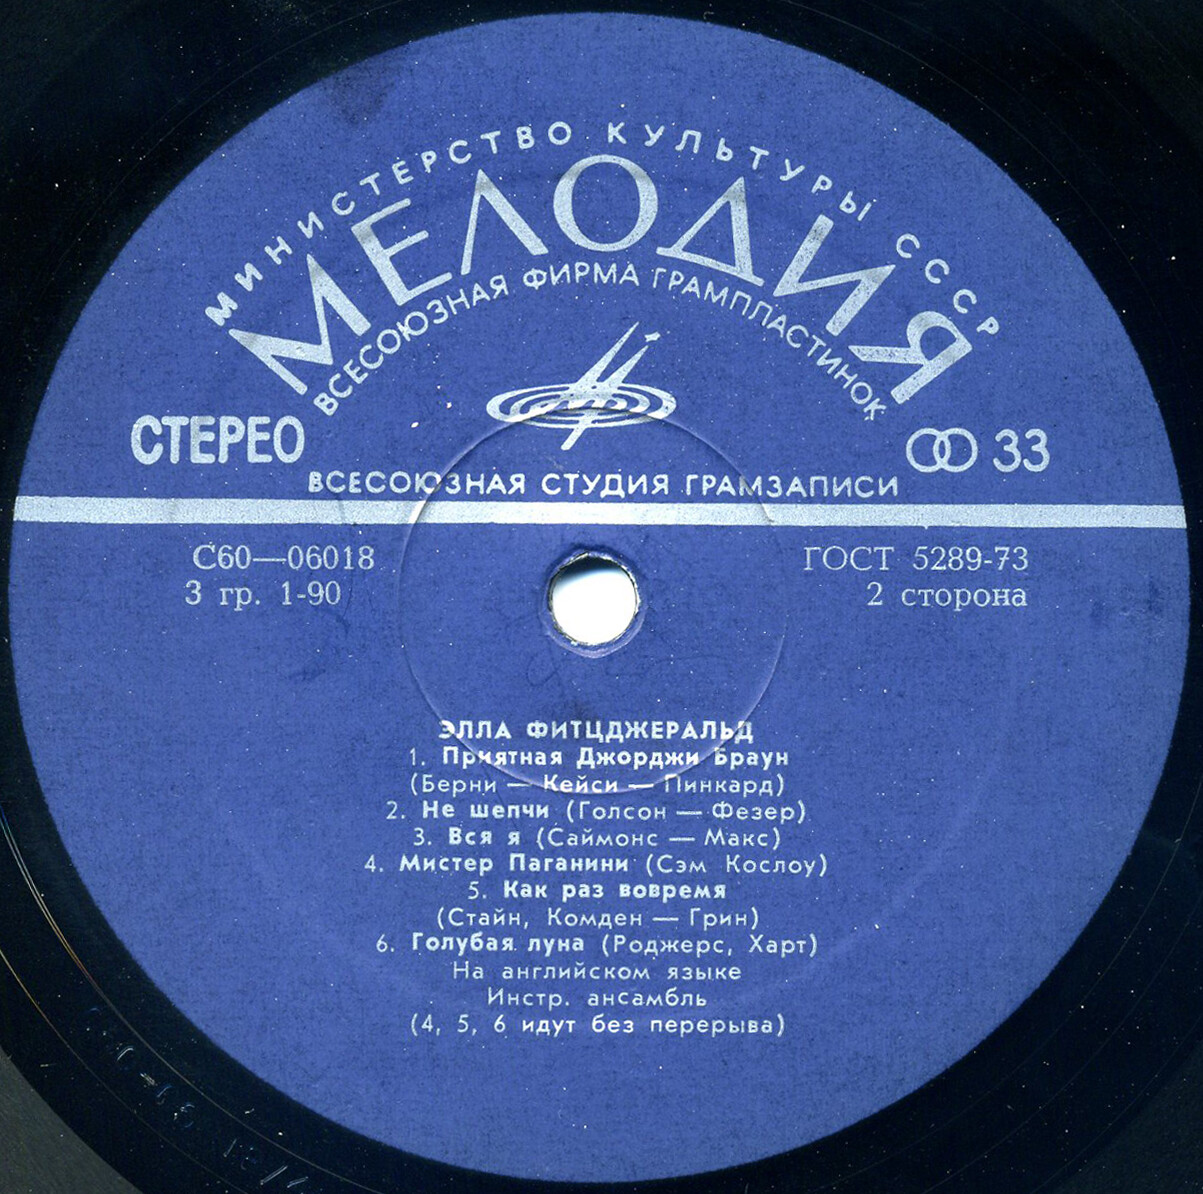 МИНИСТЕРСТВО КУЛЬТУРЫ СССР
МЕЛОДИЯ
ВСЕСОЮЗНАЯ ФИРМА ГРАМПЛАСТИНОК
СТЕРЕО
33
ВСЕСОЮЗНАЯ СТУДИЯ ГРАМЗАПИСИ
С60—06018
ГОСТ 5289-73
3 гр. 1-90
2 сторона
ЭЛЛА ФИТЦДЖЕРАЛЬД
1. Приятная Джорджи Браун
(Берни — Кейси — Пинкард)
2. Не шепчи (Голсон — Фезер)
3. Вся я (Саймонс — Макс)
4. Мистер Паганини (Сэм Кослоу)
5. Как раз вовремя
(Стайн, Комден — Грин)
6. Голубая луна (Роджерс, Харт)
На английском языке
Инстр. ансамбль
(4, 5, 6 идут без перерыва)